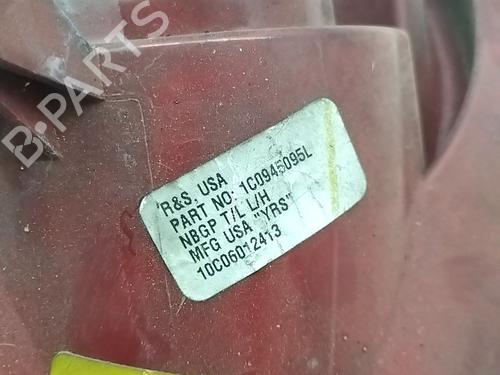 B-PARTS
R&S, USA
PART NO: 1C0945095L
NBGP T/L L/H
MFG USA "YRS"
10C06012413